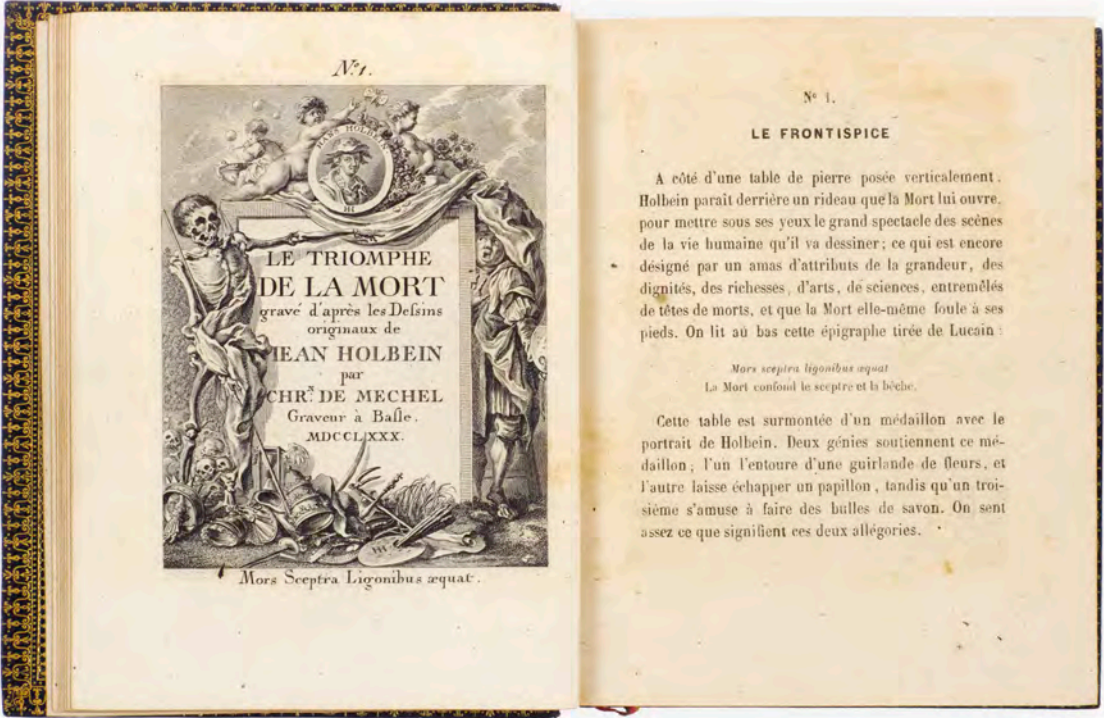 N.º 1.
HANS HOLBEIN
HH
LE TRIOMPHE
DE LA MORT
gravé d'après les Deſsins
originaux de
JEAN HOLBEIN
par
CHR.N DE MECHEL
Graveur à Baſle.
MDCCLXXX.
HH
Mors Sceptra Ligonibus æquat.
Nº 1.
LE FRONTISPICE
A côté d'une table de pierre posée verticalement,
Holbein paraît derrière un rideau que la Mort lui ouvre,
pour mettre sous ses yeux le grand spectacle des scènes
de la vie humaine qu'il va dessiner; ce qui est encore
désigné par un amas d'attributs de la grandeur, des
dignités, des richesses, d'arts, de sciences, entremêlés
de têtes de morts, et que la Mort elle-même foule à ses
pieds. On lit au bas cette épigraphe tirée de Lucain :
Mors sceptra ligonibus æquat
La Mort confond le sceptre et la bêche.
Cette table est surmontée d'un médaillon avec le
portrait de Holbein. Deux génies soutiennent ce mé-
daillon; l'un l'entoure d'une guirlande de fleurs, et
l'autre laisse échapper un papillon, tandis qu'un troi-
sième s'amuse à faire des bulles de savon. On sent
assez ce que signifient ces deux allégories.